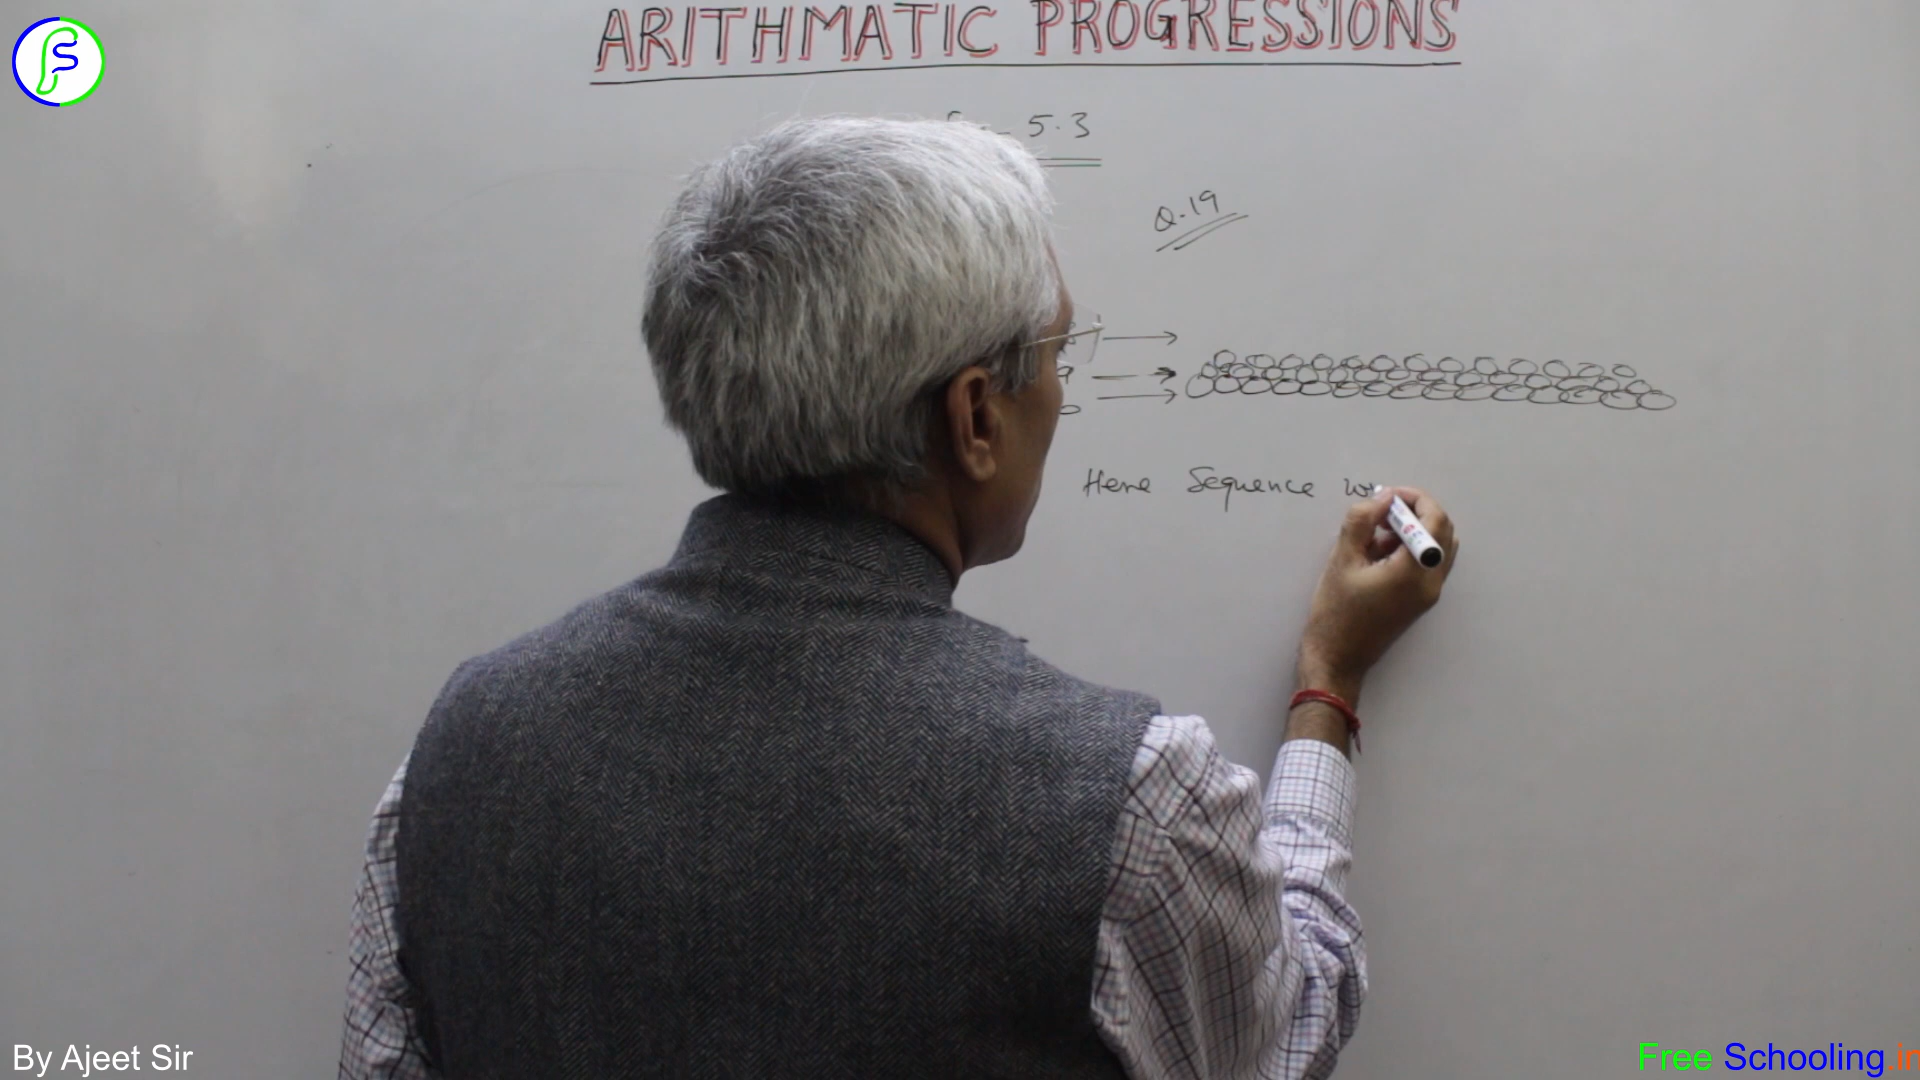 ARITHMATIC PROGRESSIONS
5.3
Q.19
Here Sequence
By Ajeet Sir
Free Schooling.in